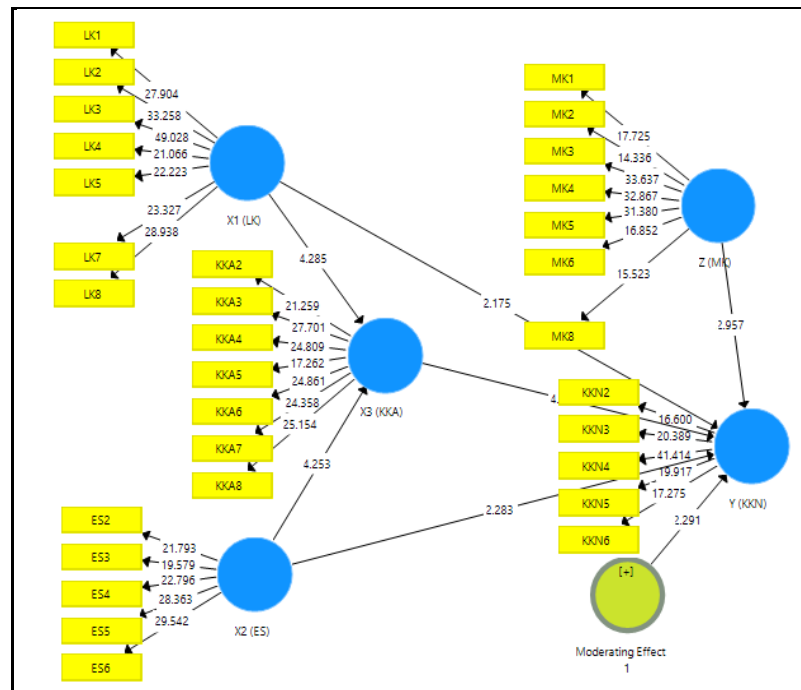 LK1
LK2
LK3
LK4
LK5
LK7
LK8
27.904
33.258
49.028
21.066
22.223
23.327
28.938
X1 (LK)
MK1
MK2
MK3
MK4
MK5
MK6
MK8
17.725
14.336
33.637
32.867
31.380
16.852
15.523
Z (MK)
4.285
2.175
2.957
KKA2
KKA3
KKA4
KKA5
KKA6
KKA7
KKA8
21.259
27.701
24.809
17.262
24.861
24.358
25.154
X3 (KKA)
4.
KKN2
KKN3
KKN4
KKN5
KKN6
16.600
20.389
41.414
19.917
17.275
Y (KKN)
4.253
2.283
2.291
ES2
ES3
ES4
ES5
ES6
21.793
19.579
22.796
28.363
29.542
X2 (ES)
[+]
Moderating Effect
1